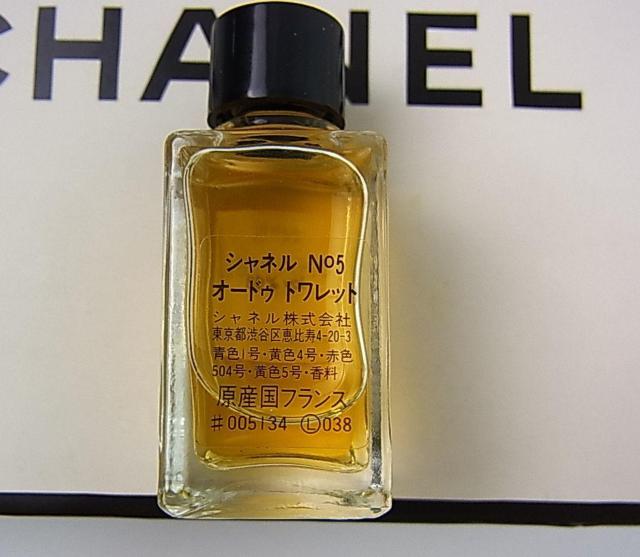 CHANEL
シャネル Nº5
オードゥ トワレット
シャネル株式会社
東京都渋谷区恵比寿4-20-3
青色1号・黄色4号・赤色
504号・黄色5号・香料
原産国フランス
♯005134 Ⓛ038